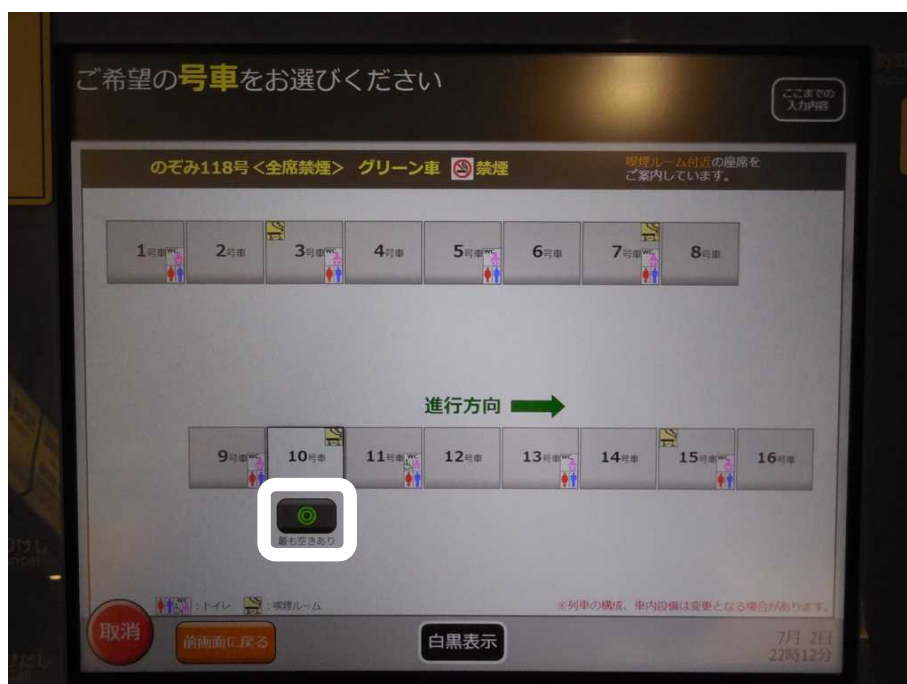 ご希望の号車をお選びください
ここまでの
入力内容
のぞみ118号<全席禁煙> グリーン車 禁煙
喫煙ルーム付近の座席を
ご案内しています。
1号車 2号車 3号車 4号車 5号車 6号車 7号車 8号車
WC WC WC WC
進行方向
9号車 10号車 11号車 12号車 13号車 14号車 15号車 16号車
WC WC WC WC
最も空きあり
:トイレ :喫煙ルーム
※列車の構成、車内設備は変更となる場合があります。
取消
前画面に戻る
白黒表示
7月 2日
22時12分